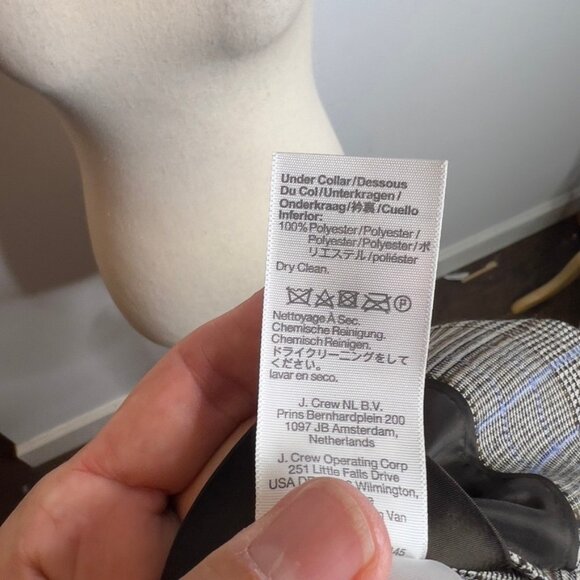 Under Collar/Dessous
Du Col/Unterkragen/
Onderkraag/衿裏/Cuello
Inferior:
100% Polyester/Polyester/
Polyester/Polyester/ポ
リエステル/poliéster
Dry Clean.
P
Nettoyage À Sec.
Chemische Reinigung.
Chemisch Reinigen.
ドライクリーニングをして
ください。
lavar en seco.
J. Crew NL B.V.
Prins Bernhardplein 200
1097 JB Amsterdam,
Netherlands
J. Crew Operating Corp
251 Little Falls Drive
USA Wilmington,
Van